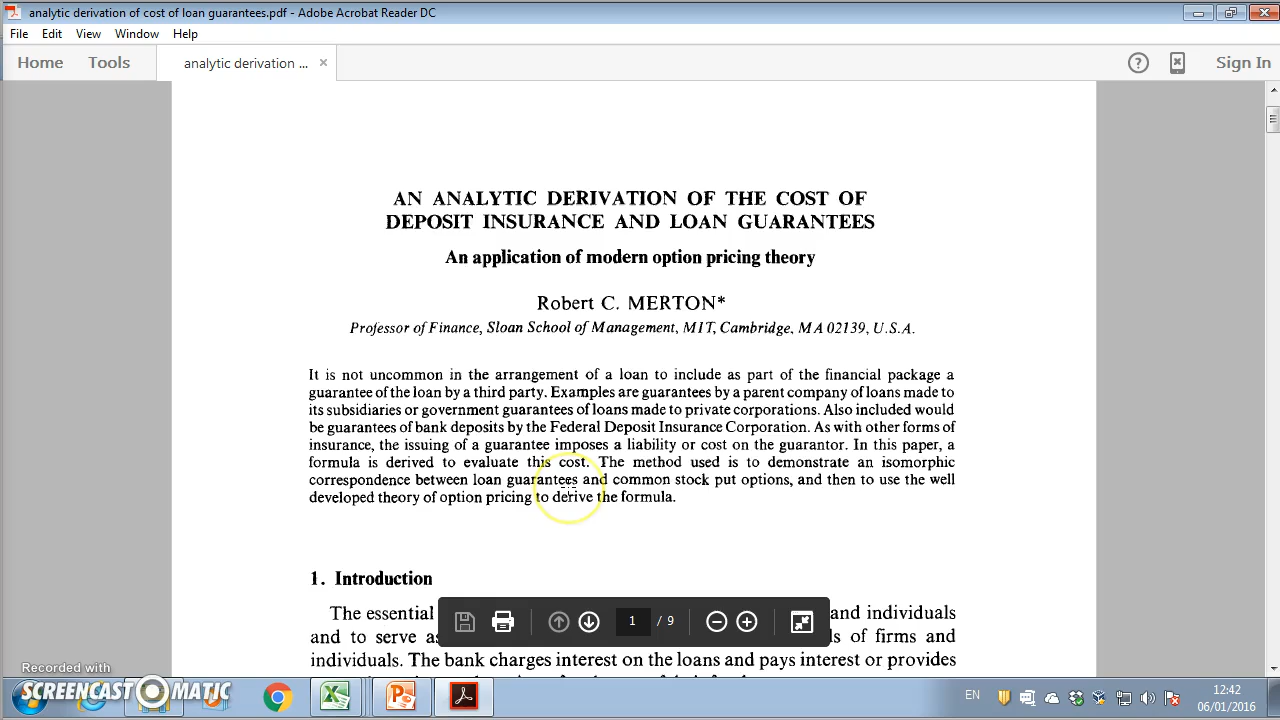 analytic derivation of cost of loan guarantees.pdf - Adobe Acrobat Reader DC
File Edit View Window Help
Home Tools analytic derivation ... × ? Sign In
AN ANALYTIC DERIVATION OF THE COST OF
DEPOSIT INSURANCE AND LOAN GUARANTEES
An application of modern option pricing theory
Robert C. MERTON*
Professor of Finance, Sloan School of Management, MIT, Cambridge, MA 02139, U.S.A.
It is not uncommon in the arrangement of a loan to include as part of the financial package a
guarantee of the loan by a third party. Examples are guarantees by a parent company of loans made to
its subsidiaries or government guarantees of loans made to private corporations. Also included would
be guarantees of bank deposits by the Federal Deposit Insurance Corporation. As with other forms of
insurance, the issuing of a guarantee imposes a liability or cost on the guarantor. In this paper, a
formula is derived to evaluate this cost. The method used is to demonstrate an isomorphic
correspondence between loan guarantees and common stock put options, and then to use the well
developed theory of option pricing to derive the formula.
1. Introduction
The essential and individuals
and to serve as ls of firms and
individuals. The bank charges interest on the loans and pays interest or provides
1 / 9
Recorded with
SCREENCAST MATIC
EN
12:42
06/01/2016